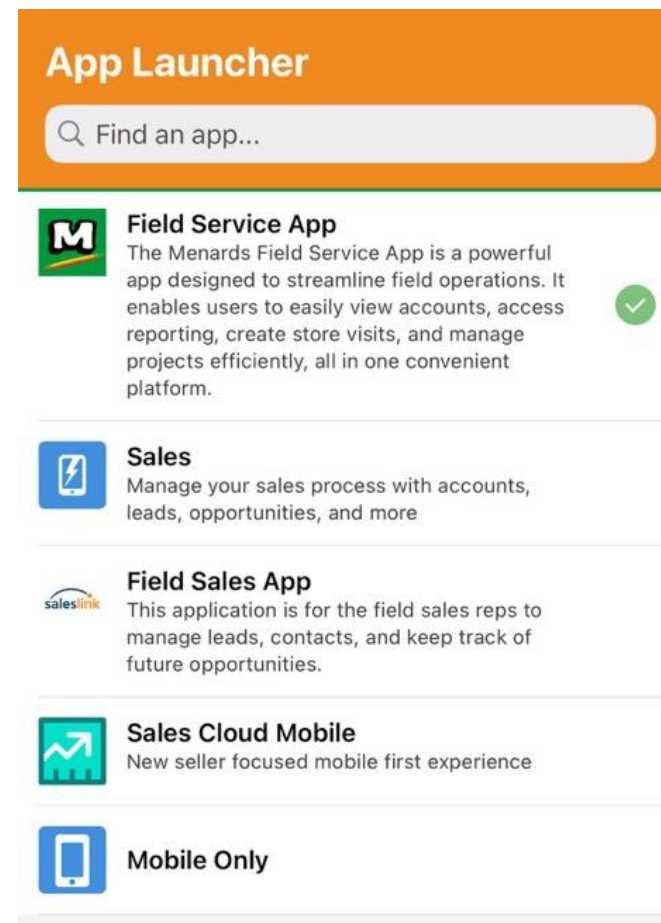 App Launcher
Find an app...
M
Field Service App
The Menards Field Service App is a powerful
app designed to streamline field operations. It
enables users to easily view accounts, access
reporting, create store visits, and manage
projects efficiently, all in one convenient
platform.
Sales
Manage your sales process with accounts,
leads, opportunities, and more
saleslink
Field Sales App
This application is for the field sales reps to
manage leads, contacts, and keep track of
future opportunities.
Sales Cloud Mobile
New seller focused mobile first experience
Mobile Only